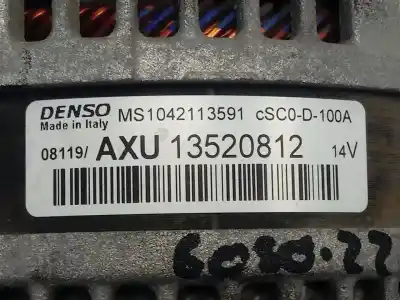 DENSO MS1042113591 cSC0-D-100A
Made in Italy
08119/ AXU 13520812 14V
6080.22